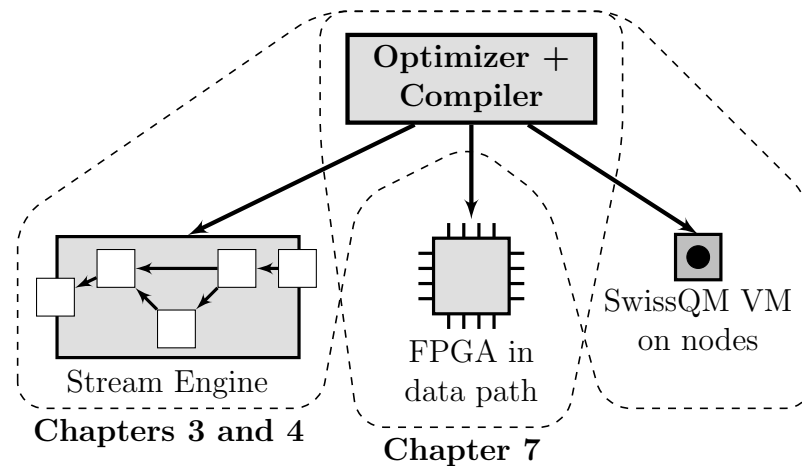 Optimizer +
Compiler
SwissQM VM
on nodes
FPGA in
data path
Stream Engine
Chapters 3 and 4
Chapter 7